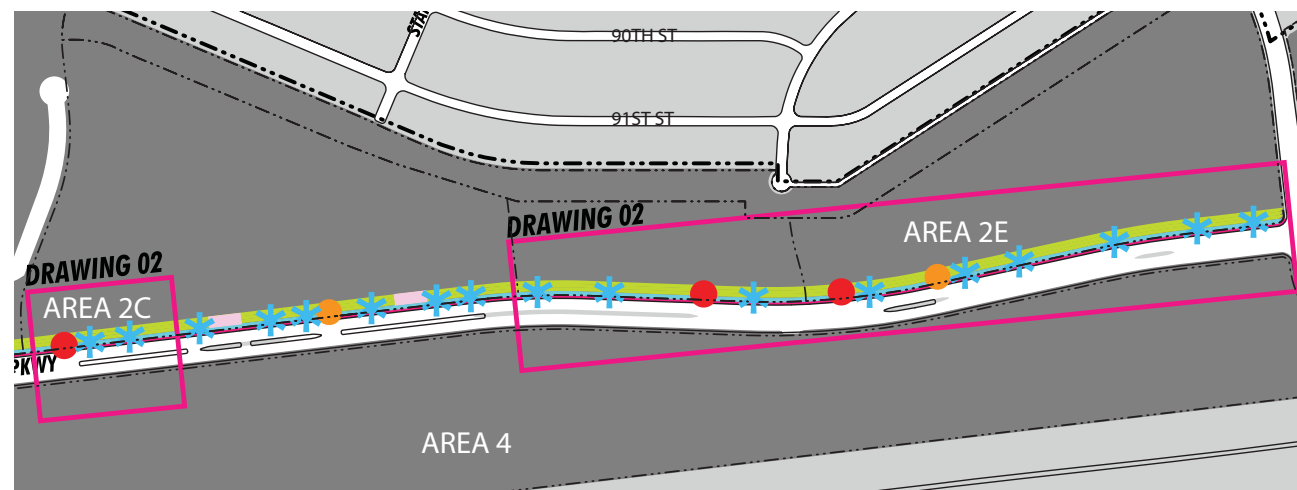 90TH ST
91ST ST
DRAWING 02
AREA 2E
DRAWING 02
AREA 2C
PKWY
AREA 4